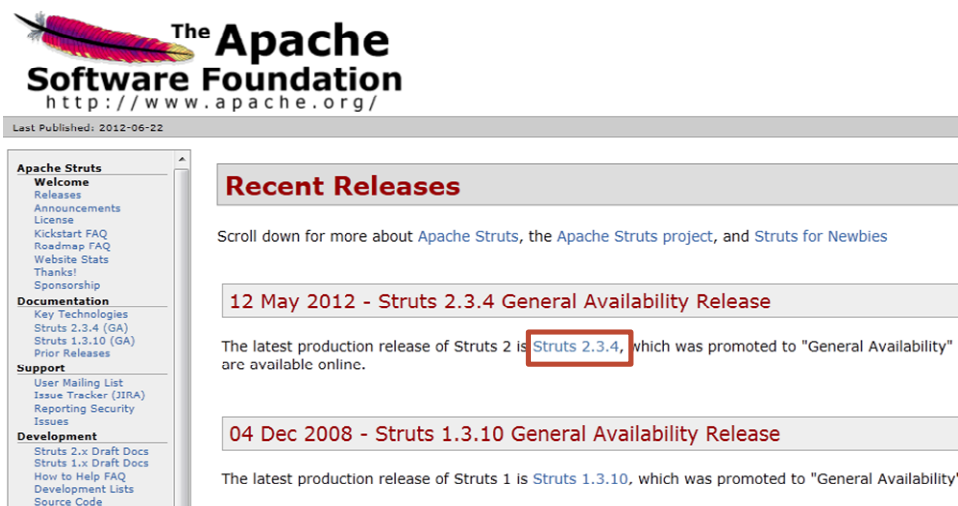 The Apache
Software Foundation
http://www.apache.org/
Last Published: 2012-06-22
Apache Struts
Welcome
Releases
Announcements
License
Kickstart FAQ
Roadmap FAQ
Website Stats
Thanks!
Sponsorship
Documentation
Key Technologies
Struts 2.3.4 (GA)
Struts 1.3.10 (GA)
Prior Releases
Support
User Mailing List
Issue Tracker (JIRA)
Reporting Security
Issues
Development
Struts 2.x Draft Docs
Struts 1.x Draft Docs
How to Help FAQ
Development Lists
Source Code
Recent Releases
Scroll down for more about Apache Struts, the Apache Struts project, and Struts for Newbies
12 May 2012 - Struts 2.3.4 General Availability Release
The latest production release of Struts 2 is Struts 2.3.4, which was promoted to "General Availability"
are available online.
04 Dec 2008 - Struts 1.3.10 General Availability Release
The latest production release of Struts 1 is Struts 1.3.10, which was promoted to "General Availability"